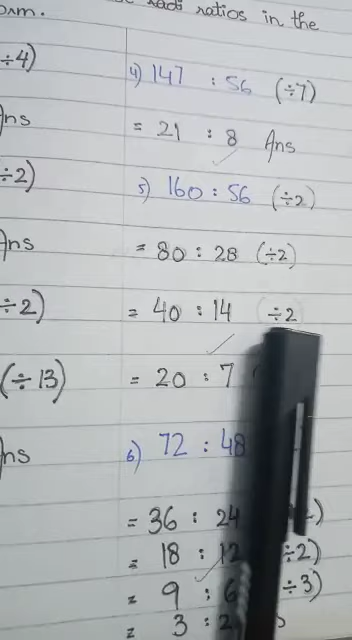 ratios in the
orm.
÷4)
4) 147 : 56 (÷7)
ns
= 21 : 8 Ans
÷2)
5) 160 : 56 (÷2)
Ans
= 80 : 28 (÷2)
÷2)
= 40 : 14 (÷2
(÷13)
= 20 : 7
ns
6) 72 : 48
= 36 : 24 )
= 18 : 12 ÷2)
= 9 : 6 ÷3)
= 3 : 2 s